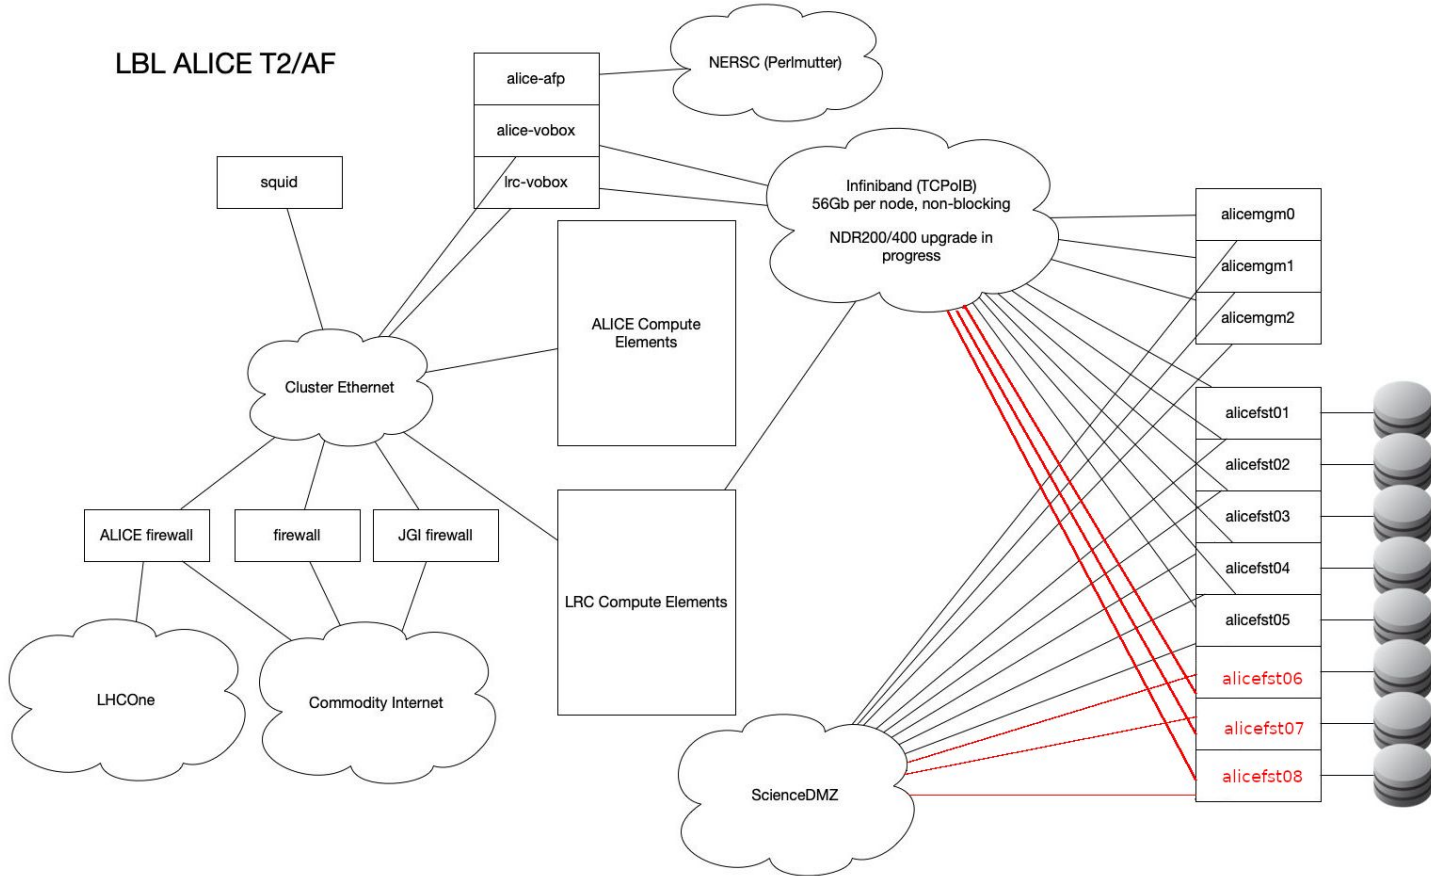 LBL ALICE T2/AF
NERSC (Perlmutter)
alice-afp
alice-vobox
lrc-vobox
squid
Infiniband (TCPoIB)
56Gb per node, non-blocking
NDR200/400 upgrade in
progress
alicemgm0
alicemgm1
alicemgm2
ALICE Compute
Elements
Cluster Ethernet
alicefst01
alicefst02
alicefst03
alicefst04
alicefst05
alicefst06
alicefst07
alicefst08
ALICE firewall
firewall
JGI firewall
LRC Compute Elements
LHCOne
Commodity Internet
ScienceDMZ